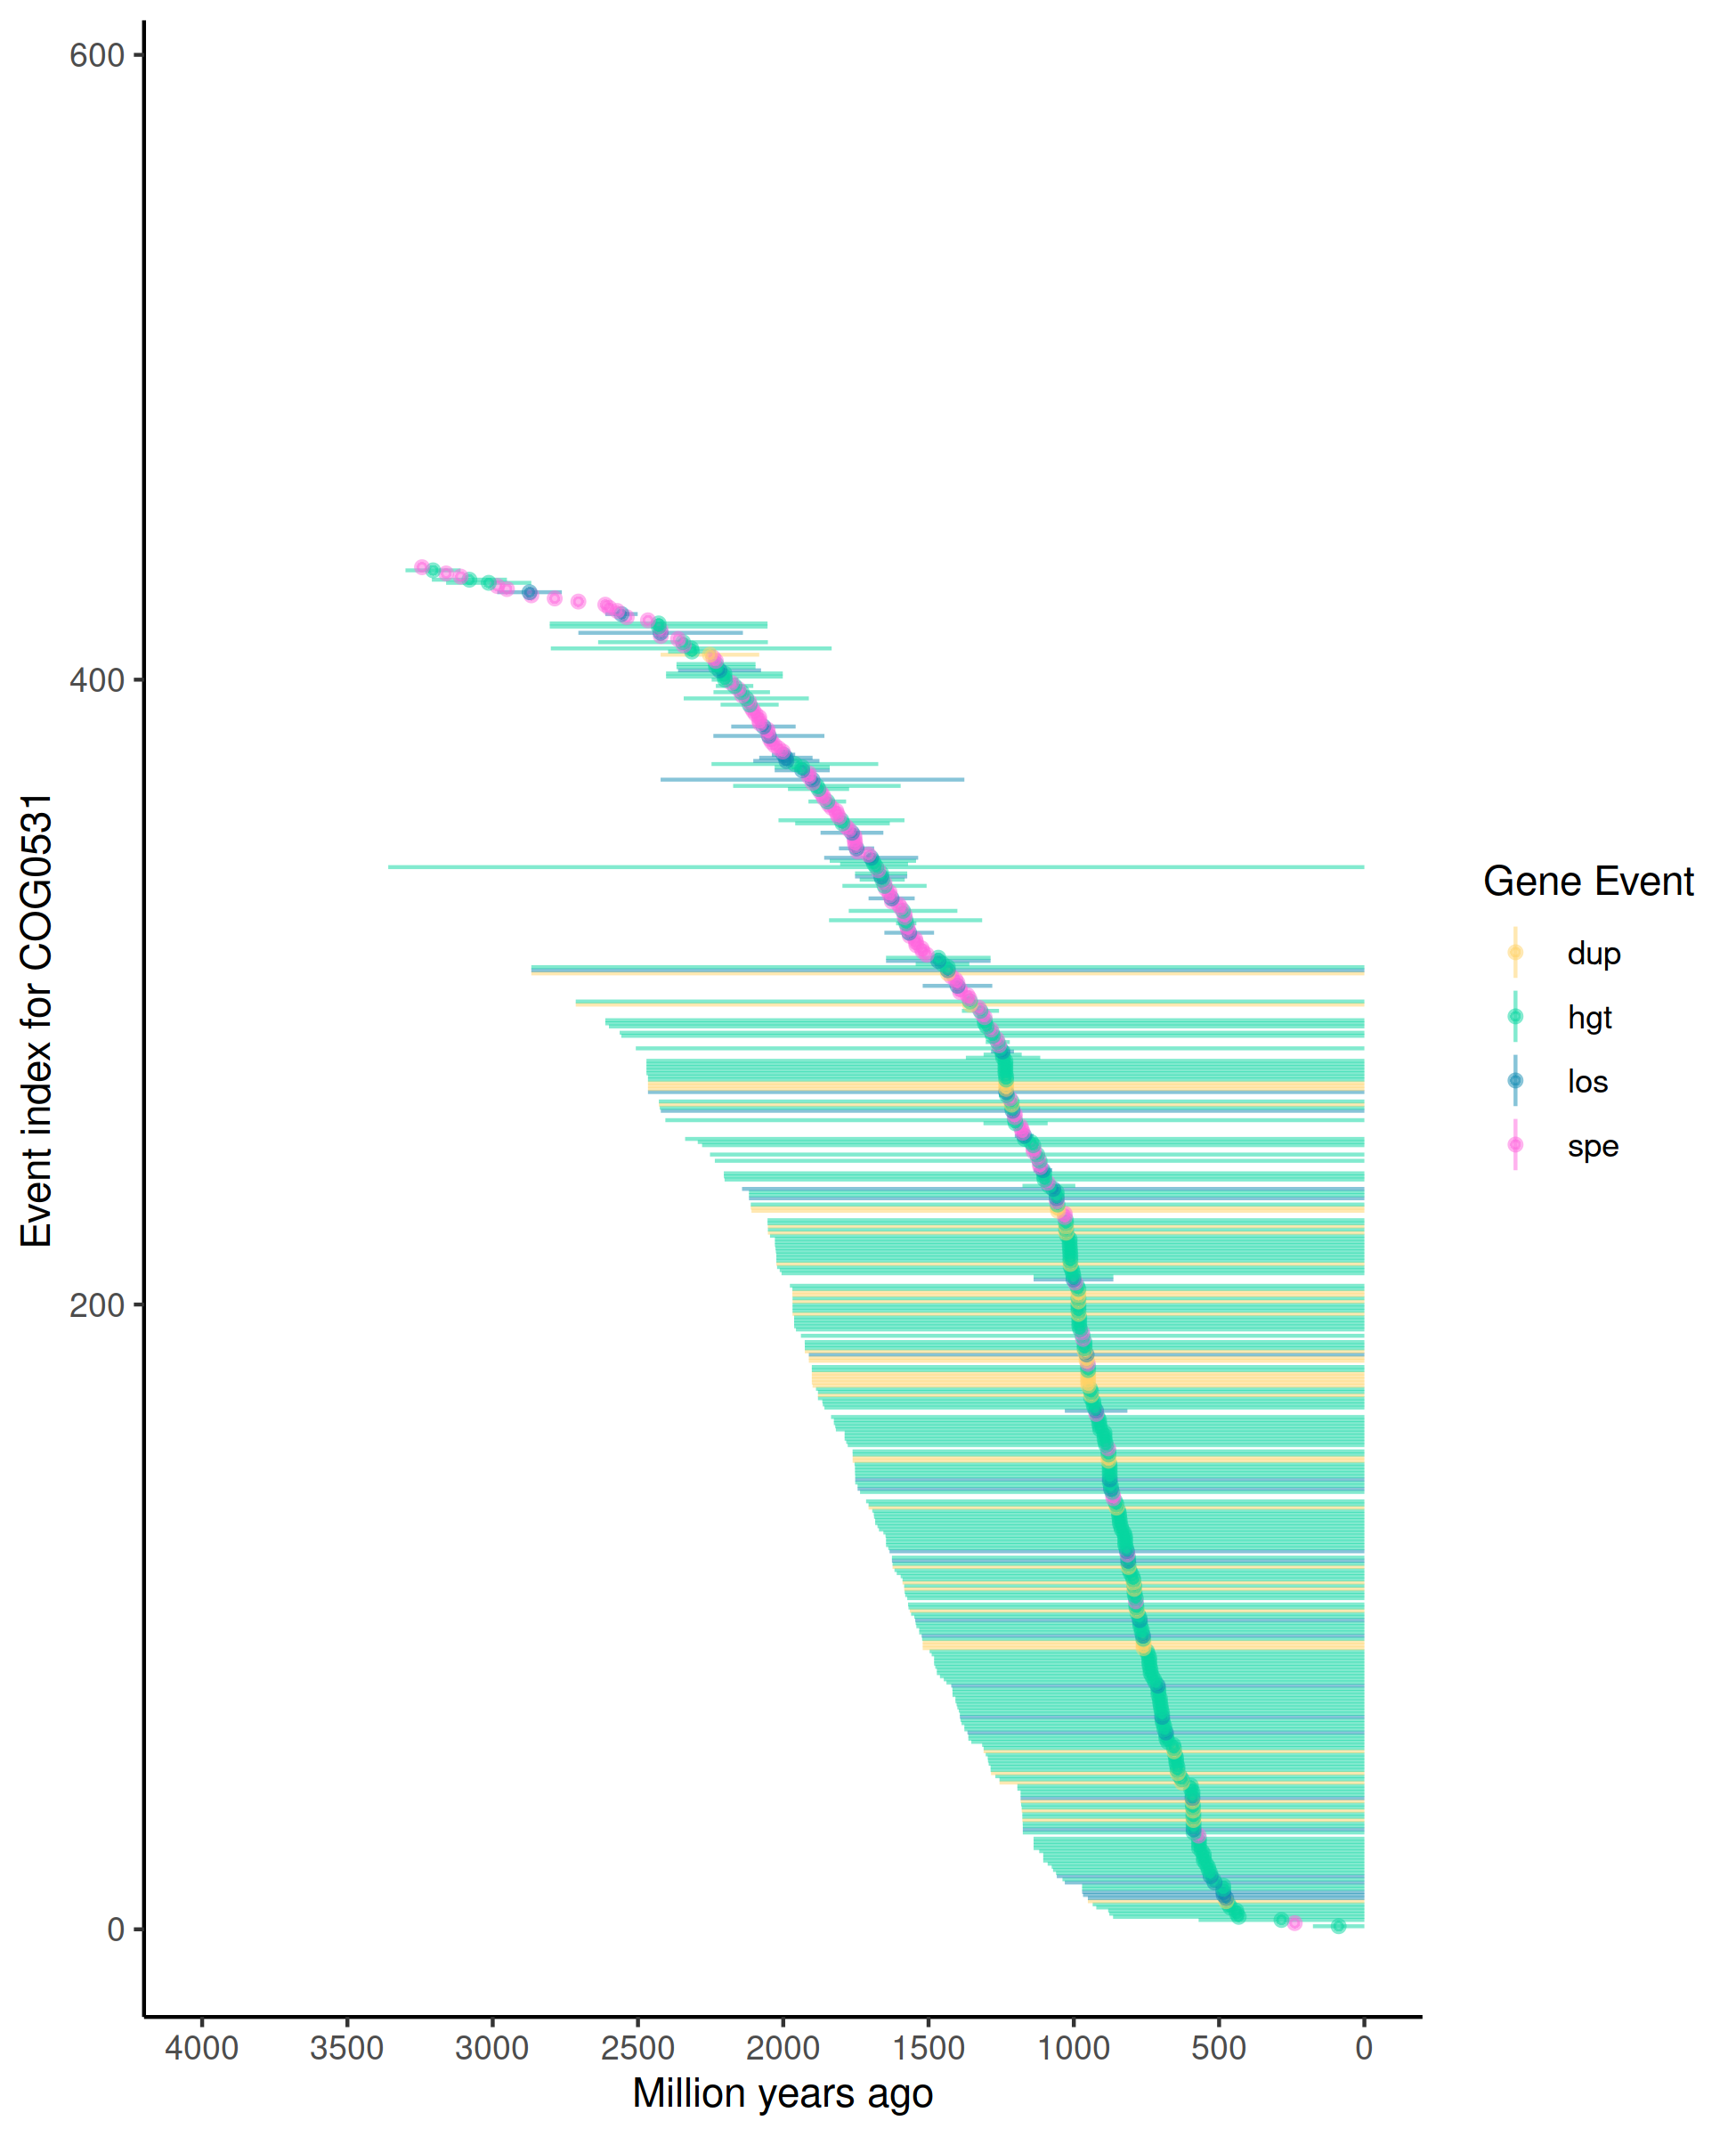 600
400
200
0
Event index for COG0531
4000 3500 3000 2500 2000 1500 1000 500 0
Million years ago
Gene Event
dup
hgt
los
spe